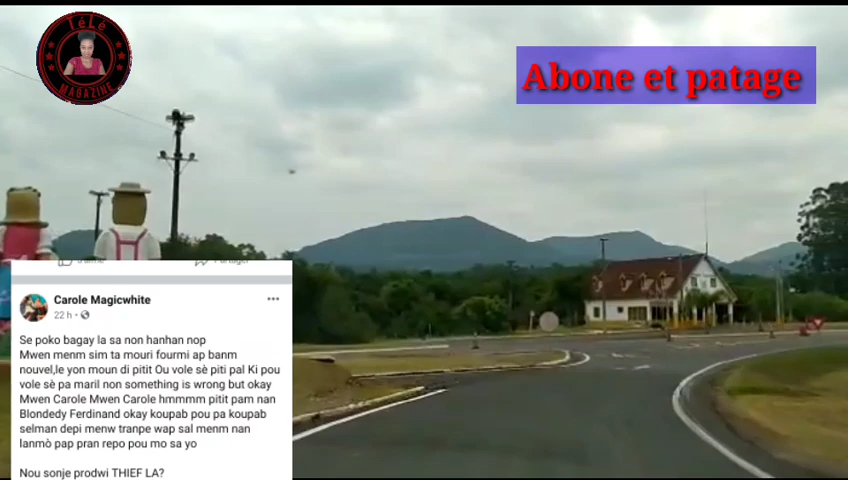 TéLé
MAGAZINE
Abone et patage
J'aime
Partager
Carole Magicwhite
22 h
Se poko bagay la sa non hanhan nop
Mwen menm sim ta mouri fourmi ap banm
nouvel,le yon moun di pitit Ou vole sè piti pal Ki pou
vole sè pa maril non something is wrong but okay
Mwen Carole Mwen Carole hmmmm pitit pam nan
Blondedy Ferdinand okay koupab pou pa koupab
selman depi menw tranpe wap sal menm nan
lanmò pap pran repo pou mo sa yo
Nou sonje prodwi THIEF LA?